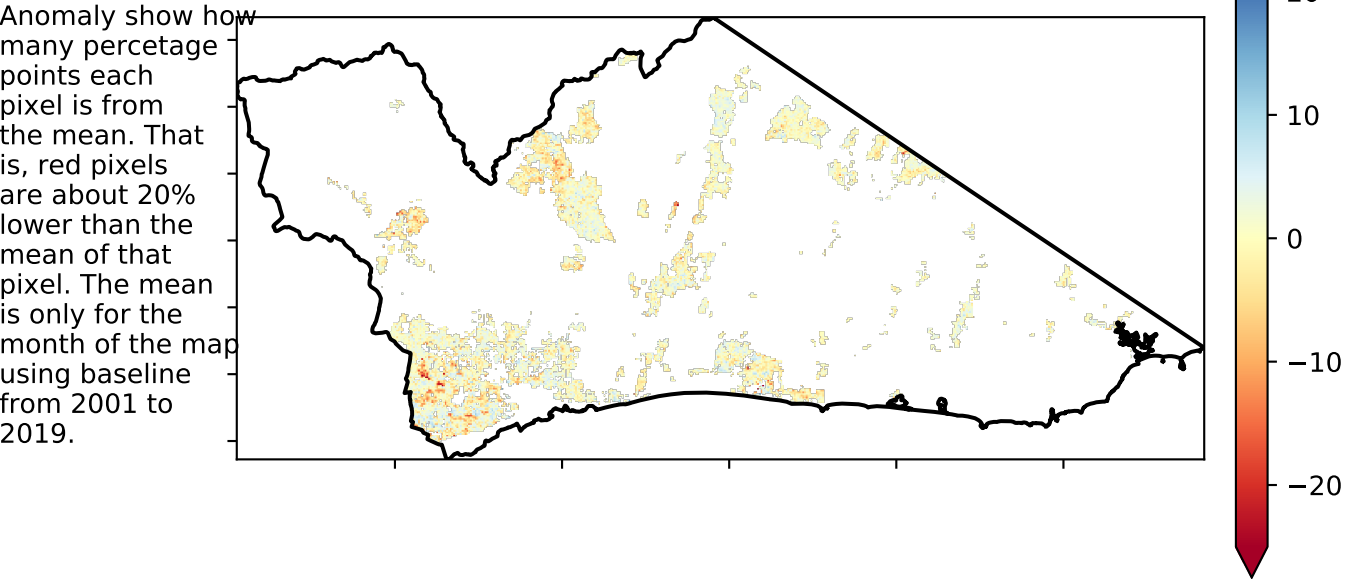 Anomaly show how
many percetage
points each
pixel is from
the mean. That
is, red pixels
are about 20%
lower than the
mean of that
pixel. The mean
is only for the
month of the map
using baseline
from 2001 to
2019.
10
0
−10
−20